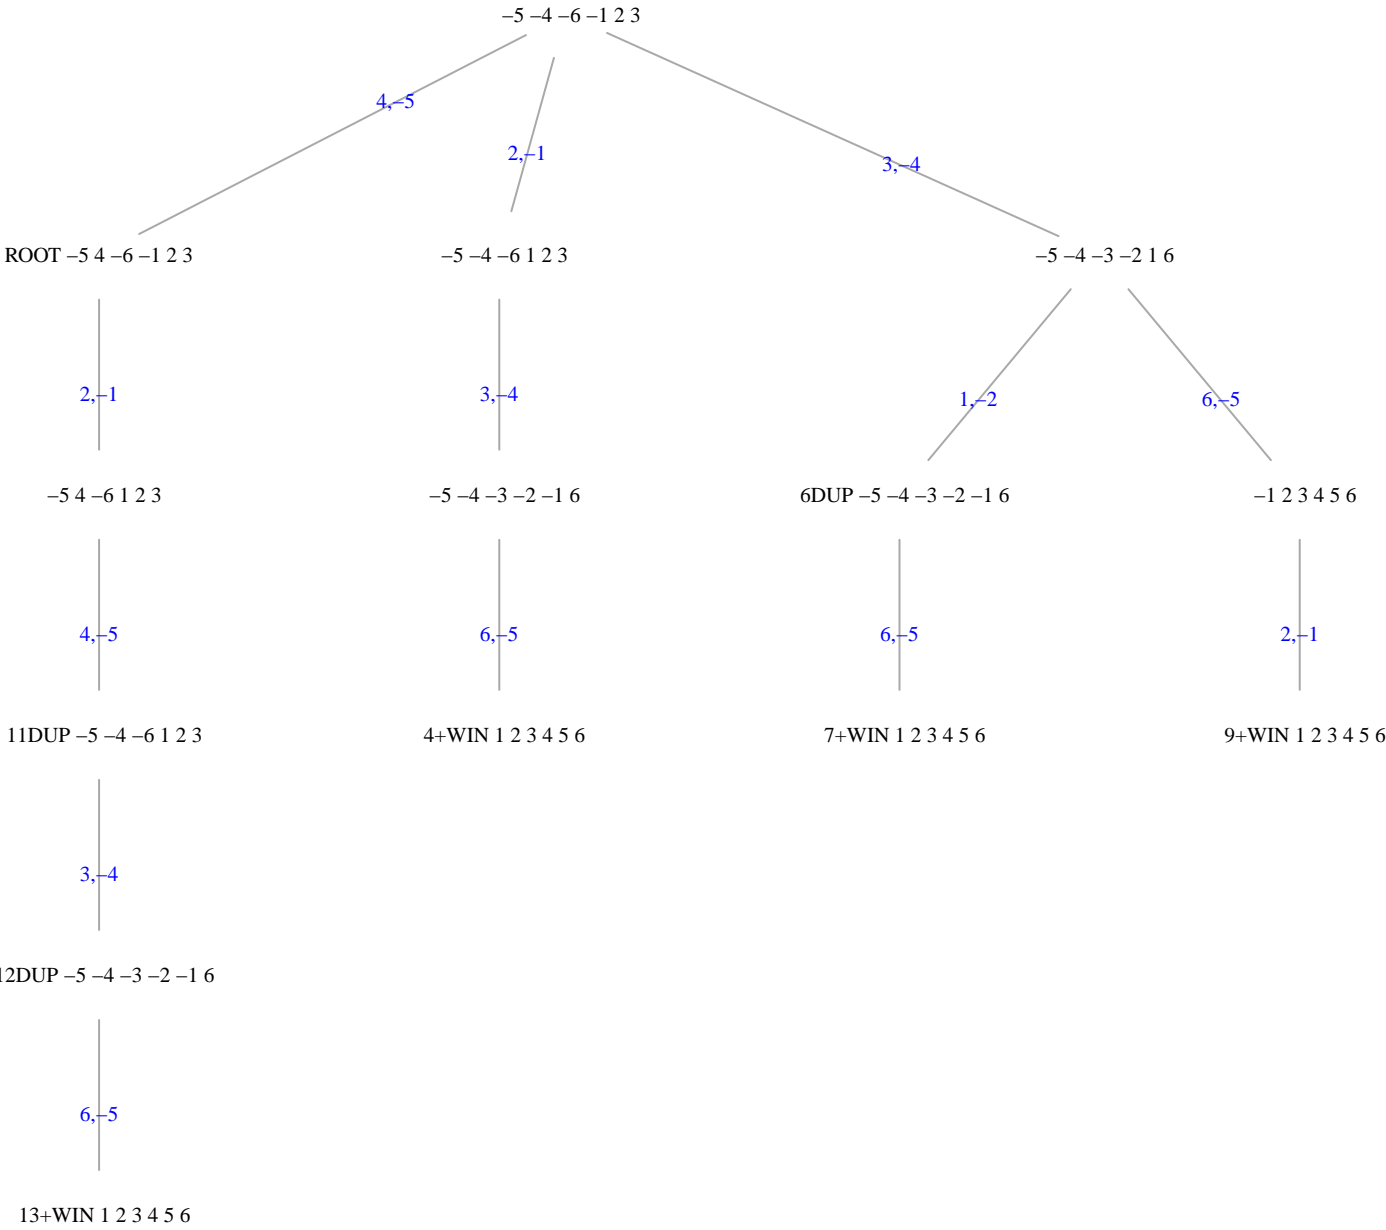 –5 –4 –6 –1 2 3
4,–5
2,–1
3,–4
ROOT –5 4 –6 –1 2 3
–5 –4 –6 1 2 3
–5 –4 –3 –2 1 6
2,–1
3,–4
1,–2
6,–5
–5 4 –6 1 2 3
–5 –4 –3 –2 –1 6
6DUP –5 –4 –3 –2 –1 6
–1 2 3 4 5 6
4,–5
6,–5
6,–5
2,–1
11DUP –5 –4 –6 1 2 3
4+WIN 1 2 3 4 5 6
7+WIN 1 2 3 4 5 6
9+WIN 1 2 3 4 5 6
3,–4
12DUP –5 –4 –3 –2 –1 6
6,–5
13+WIN 1 2 3 4 5 6